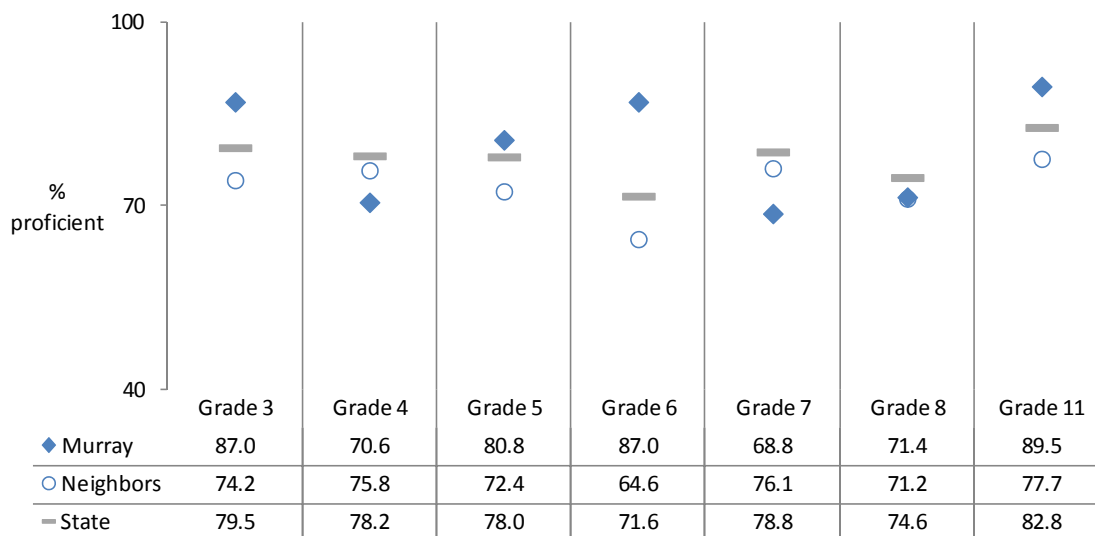 100
70
40
%
proficient
Grade 3 Grade 4 Grade 5 Grade 6 Grade 7 Grade 8 Grade 11
Murray 87.0 70.6 80.8 87.0 68.8 71.4 89.5
Neighbors 74.2 75.8 72.4 64.6 76.1 71.2 77.7
State 79.5 78.2 78.0 71.6 78.8 74.6 82.8